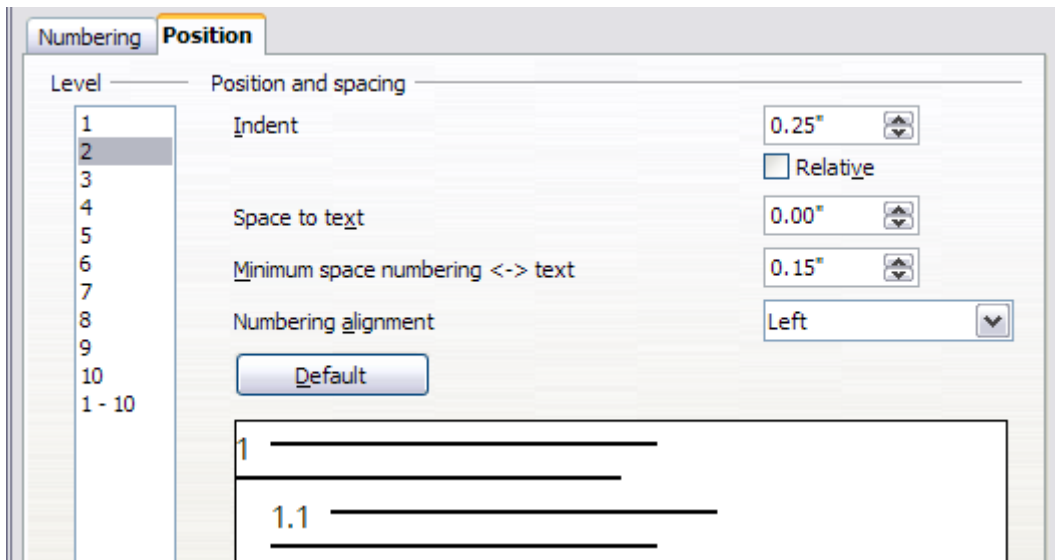 Numbering Position
Level Position and spacing
1
2
3
4
5
6
7
8
9
10
1 - 10
Indent 0.25"
Relative
Space to text 0.00"
Minimum space numbering <-> text 0.15"
Numbering alignment Left
Default
1
1.1